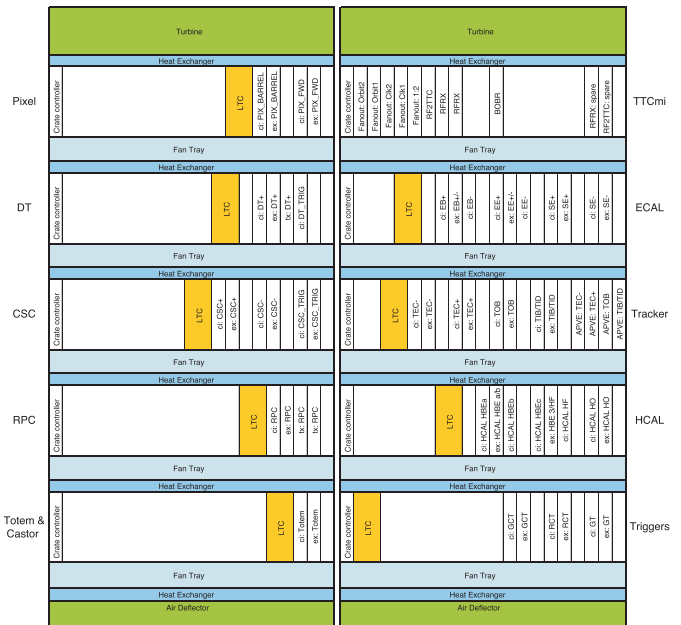 Turbine
Heat Exchanger
Pixel
Crate controller
LTC
ci: PIX_BARREL
ex: PIX_BARREL
ci: PIX_FWD
ex: PIX_FWD
Fan Tray
Heat Exchanger
DT
Crate controller
LTC
ci: DT+
ex: DT+
tx: DT+
ci: DT_TRIG
Fan Tray
Heat Exchanger
CSC
Crate controller
LTC
ci: CSC+
ex: CSC+
ci: CSC-
ex: CSC-
ci: CSC_TRIG
ex: CSC_TRIG
Fan Tray
Heat Exchanger
RPC
Crate controller
LTC
ci: RPC
ex: RPC
tx: RPC
tx: RPC
Fan Tray
Heat Exchanger
Totem &
Castor
Crate controller
LTC
ci: Totem
ex: Totem
Fan Tray
Heat Exchanger
Air Deflector
Turbine
Heat Exchanger
Crate controller
Fanout: Orbit2
Fanout: Orbit1
Fanout: Clk2
Fanout: Clk1
Fanout: 1:2
RF2TTC
RFRX
RFRX
BOBR
RFRX: spare
RF2TTC: spare
TTCmi
Fan Tray
Heat Exchanger
Crate controller
LTC
ci: EB+
ex: EB+/-
ci: EB-
ci: EE+
ex: EE+/-
ci: EE-
ci: SE+
ex: SE+
ci: SE-
ex: SE-
ECAL
Fan Tray
Heat Exchanger
Crate controller
LTC
ci: TEC-
ex: TEC-
ci: TEC+
ex: TEC+
ci: TOB
ex: TOB
ci: TIB/TID
ex: TIB/TID
APVE: TEC-
APVE: TEC+
APVE: TOB
APVE: TIB/TID
Tracker
Fan Tray
Heat Exchanger
Crate controller
LTC
ci: HCAL HBEa
ex: HCAL HBE a/b
ci: HCAL HBEb
ci: HCAL HBEc
ex: HBE 3/HF
ci: HCAL HF
ci: HCAL HO
ex: HCAL HO
HCAL
Fan Tray
Heat Exchanger
Crate controller
LTC
ci: GCT
ex: GCT
ci: RCT
ex: RCT
ci: GT
ex: GT
Triggers
Fan Tray
Heat Exchanger
Air Deflector